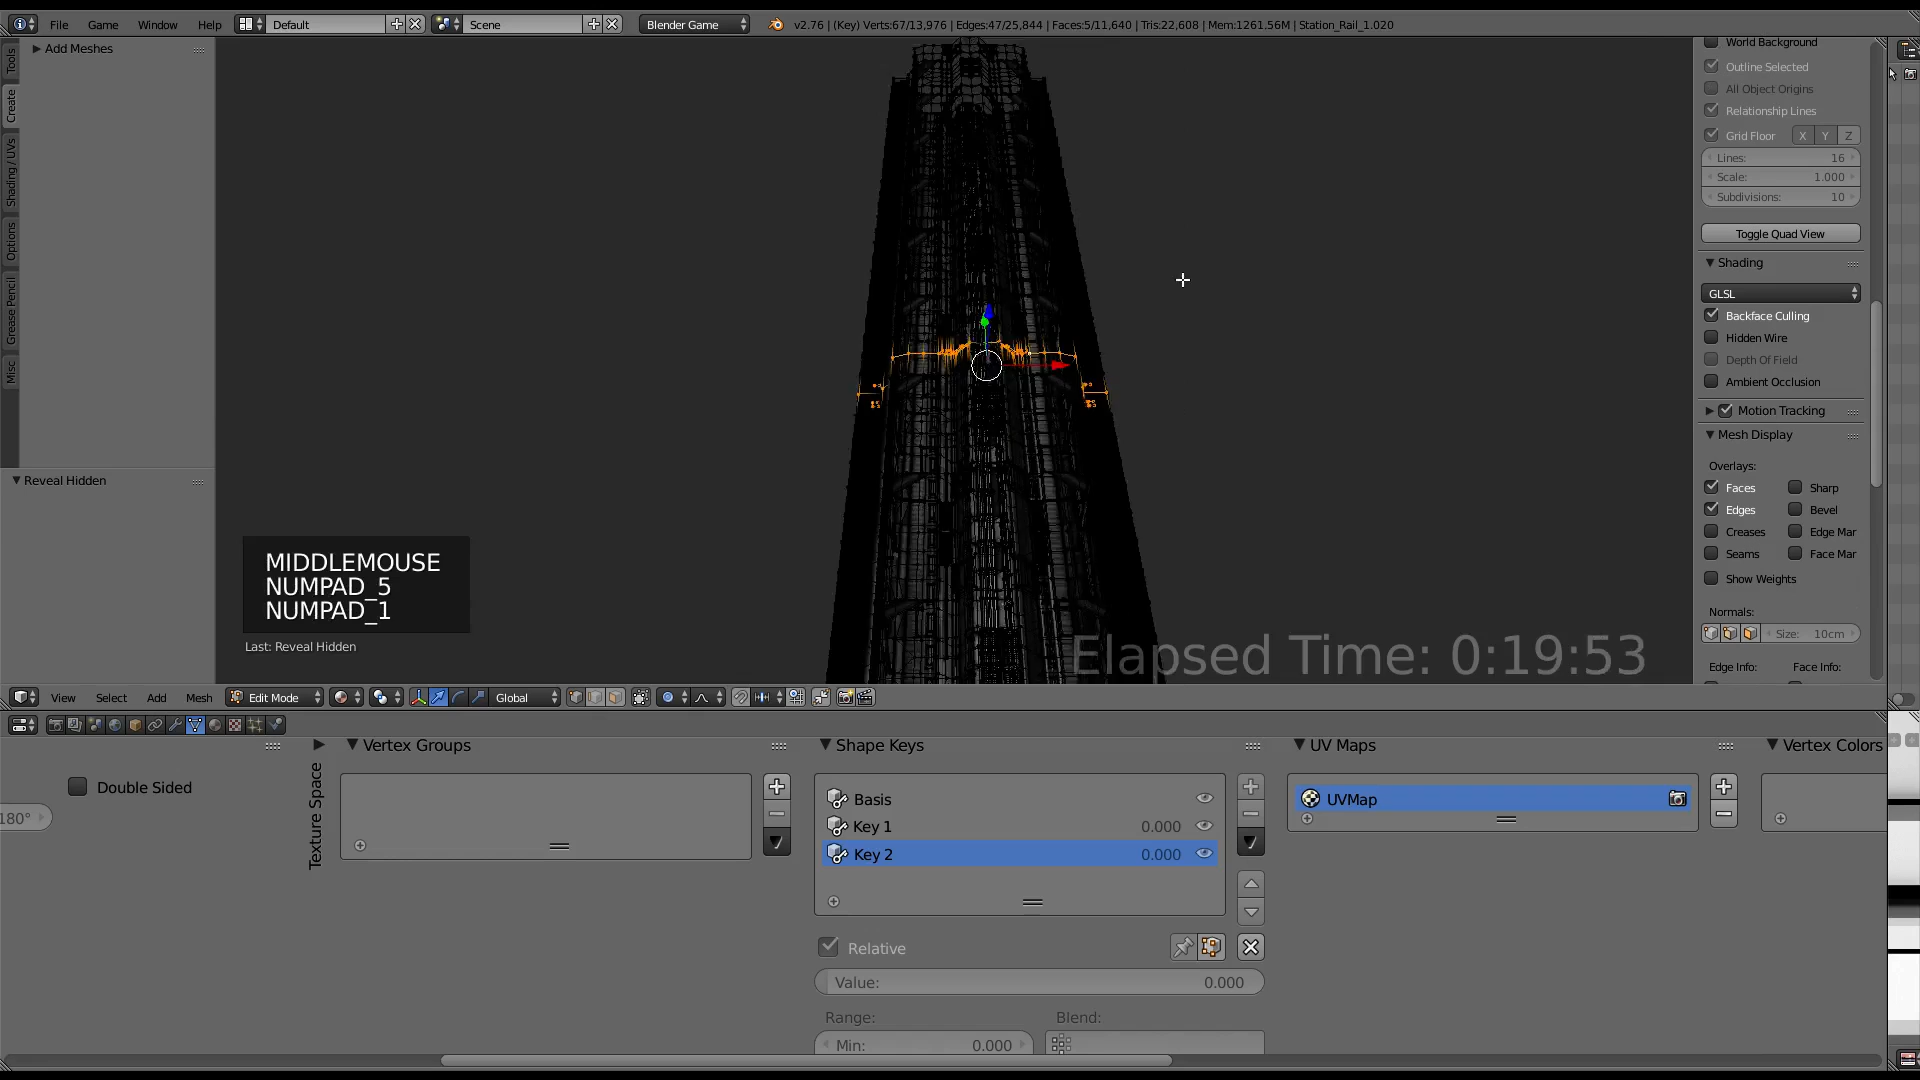 File Game Window Help Default Scene Blender Game v2.76 | (Key) Verts:67/13,976 | Edges:47/25,844 | Faces:5/11,640 | Tris:22,608 | Mem:1261.56M | Station_Rail_1.020
Tools
Create
Shading / UVs
Options
Grease Pencil
Misc
Add Meshes
Reveal Hidden
World Background
Outline Selected
All Object Origins
Relationship Lines
Grid Floor X Y Z
Lines: 16
Scale: 1.000
Subdivisions: 10
Toggle Quad View
Shading
GLSL
Backface Culling
Hidden Wire
Depth Of Field
Ambient Occlusion
Motion Tracking
Mesh Display
Overlays:
Faces Sharp
Edges Bevel
Creases Edge Mar
Seams Face Mar
Show Weights
Normals:
Size: 10cm
Edge Info: Face Info:
MIDDLEMOUSE
NUMPAD_5
NUMPAD_1
Last: Reveal Hidden
Elapsed Time: 0:19:53
View Select Add Mesh Edit Mode Global
Double Sided
180°
Texture Space
Vertex Groups
Shape Keys
Basis
Key 1 0.000
Key 2 0.000
Relative
Value: 0.000
Range: Blend:
Min: 0.000
UV Maps
UVMap
Vertex Colors